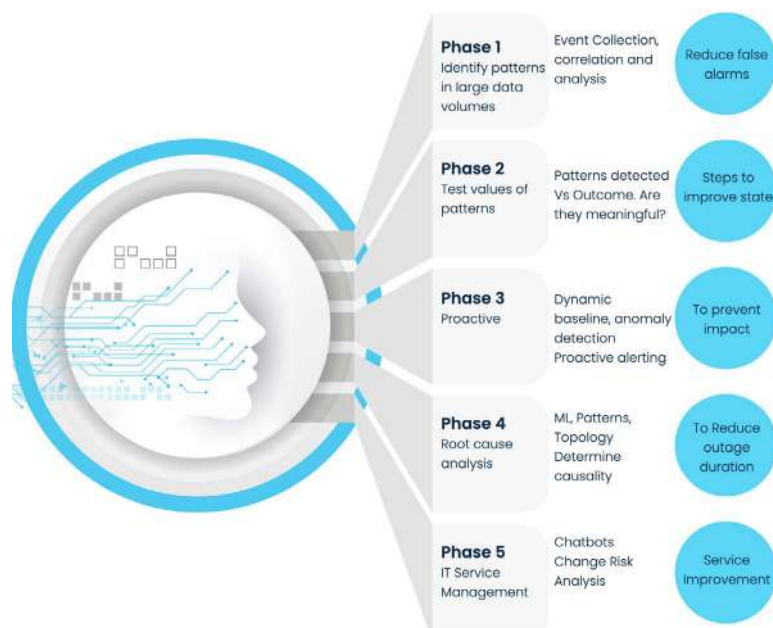 Phase 1
Identify patterns
in large data
volumes
Event Collection,
correlation and
analysis
Reduce false
alarms
Phase 2
Test values of
patterns
Patterns detected
Vs Outcome. Are
they meaningful?
Steps to
improve state
Phase 3
Proactive
Dynamic
baseline, anomaly
detection
Proactive alerting
To prevent
impact
Phase 4
Root cause
analysis
ML, Patterns,
Topology
Determine
causality
To Reduce
outage
duration
Phase 5
IT Service
Management
Chatbots
Change Risk
Analysis
Service
Improvement